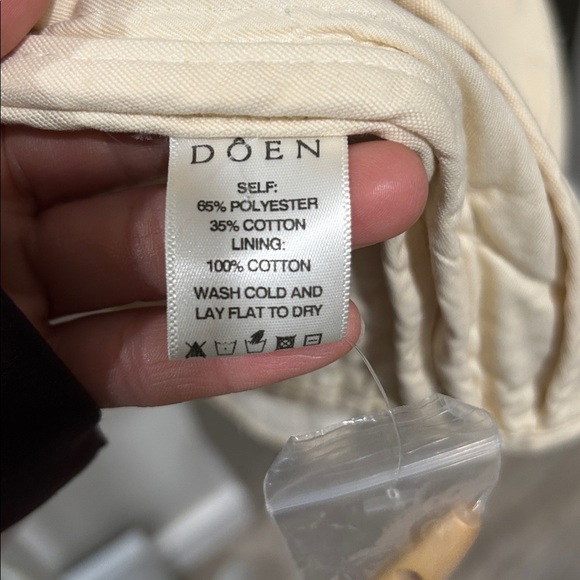 DÔEN
SELF:
65% POLYESTER
35% COTTON
LINING:
100% COTTON
WASH COLD AND
LAY FLAT TO DRY